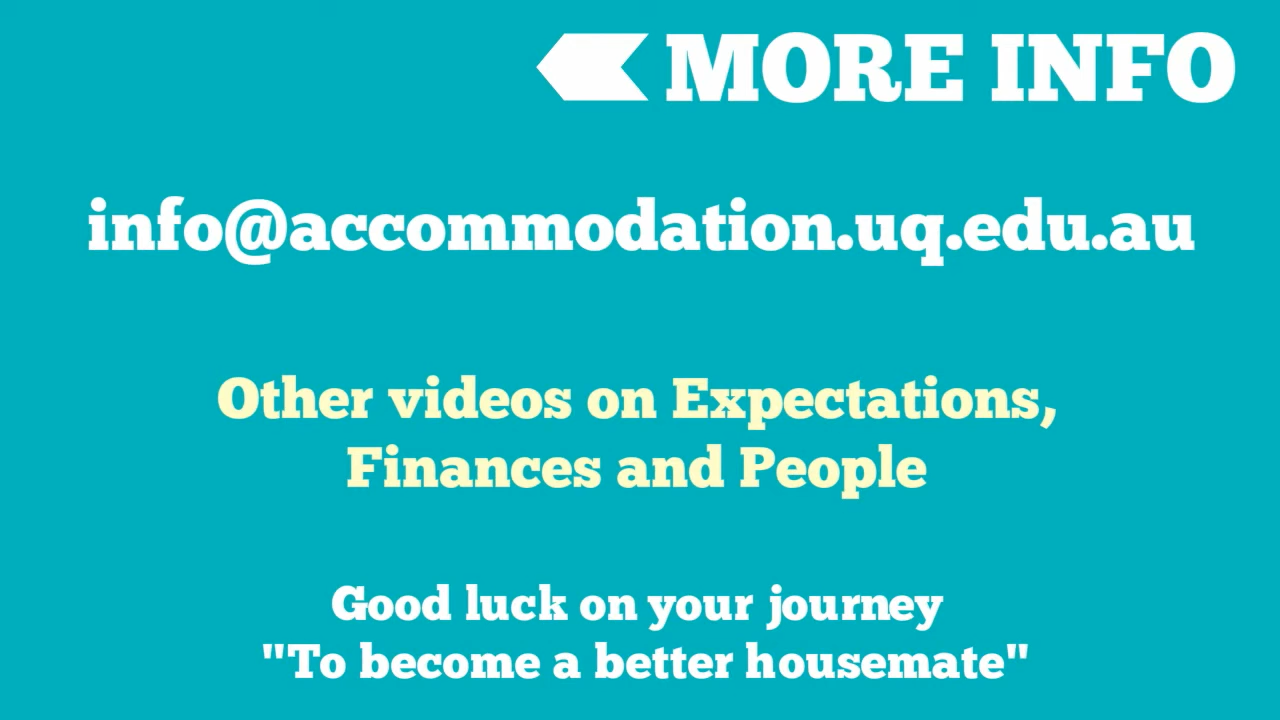 MORE INFO
info@accommodation.uq.edu.au
Other videos on Expectations,
Finances and People
Good luck on your journey
"To become a better housemate"